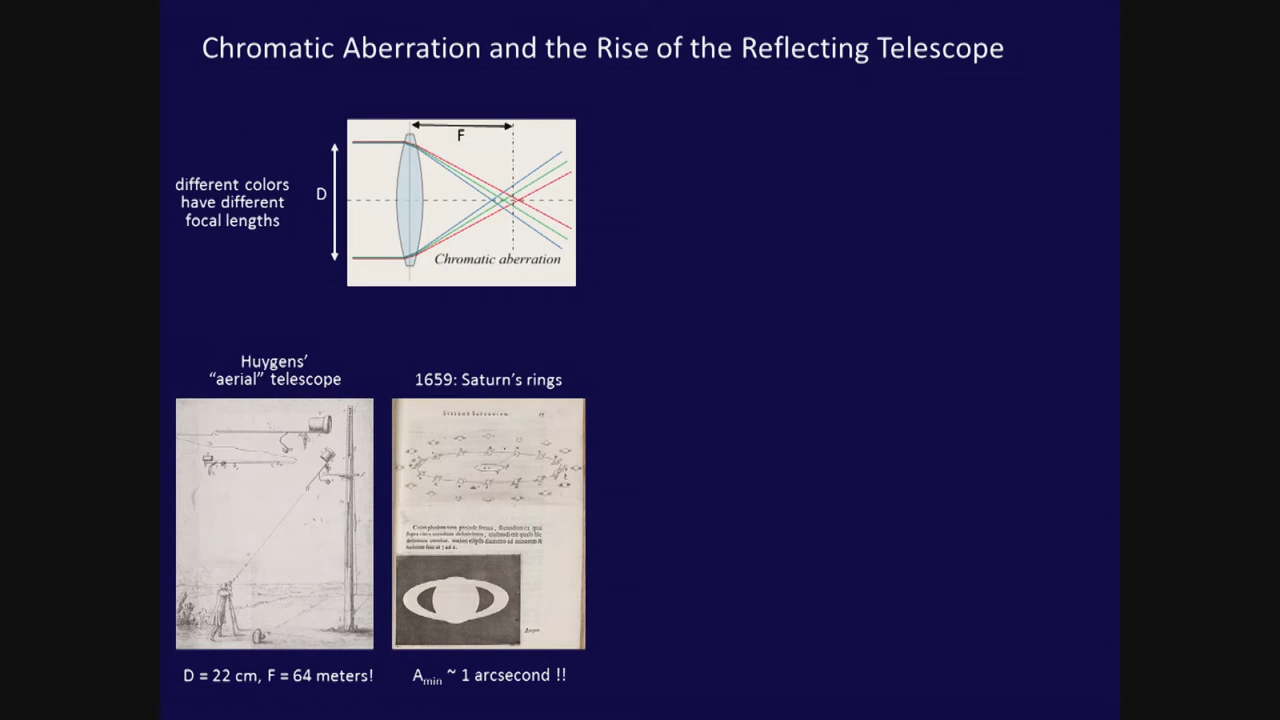 Chromatic Aberration and the Rise of the Reflecting Telescope
F
different colors
have different
focal lengths
D
Chromatic aberration
Huygens’
“aerial” telescope
1659: Saturn’s rings
D = 22 cm, F = 64 meters!
Amin ~ 1 arcsecond !!